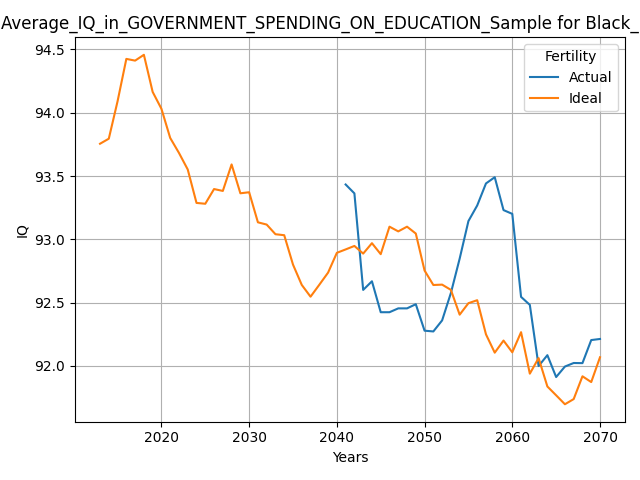 Average_IQ_in_GOVERNMENT_SPENDING_ON_EDUCATION_Sample for Black_
94.5
94.0
93.5
93.0
92.5
92.0
IQ
Fertility
Actual
Ideal
2020 2030 2040 2050 2060 2070
Years